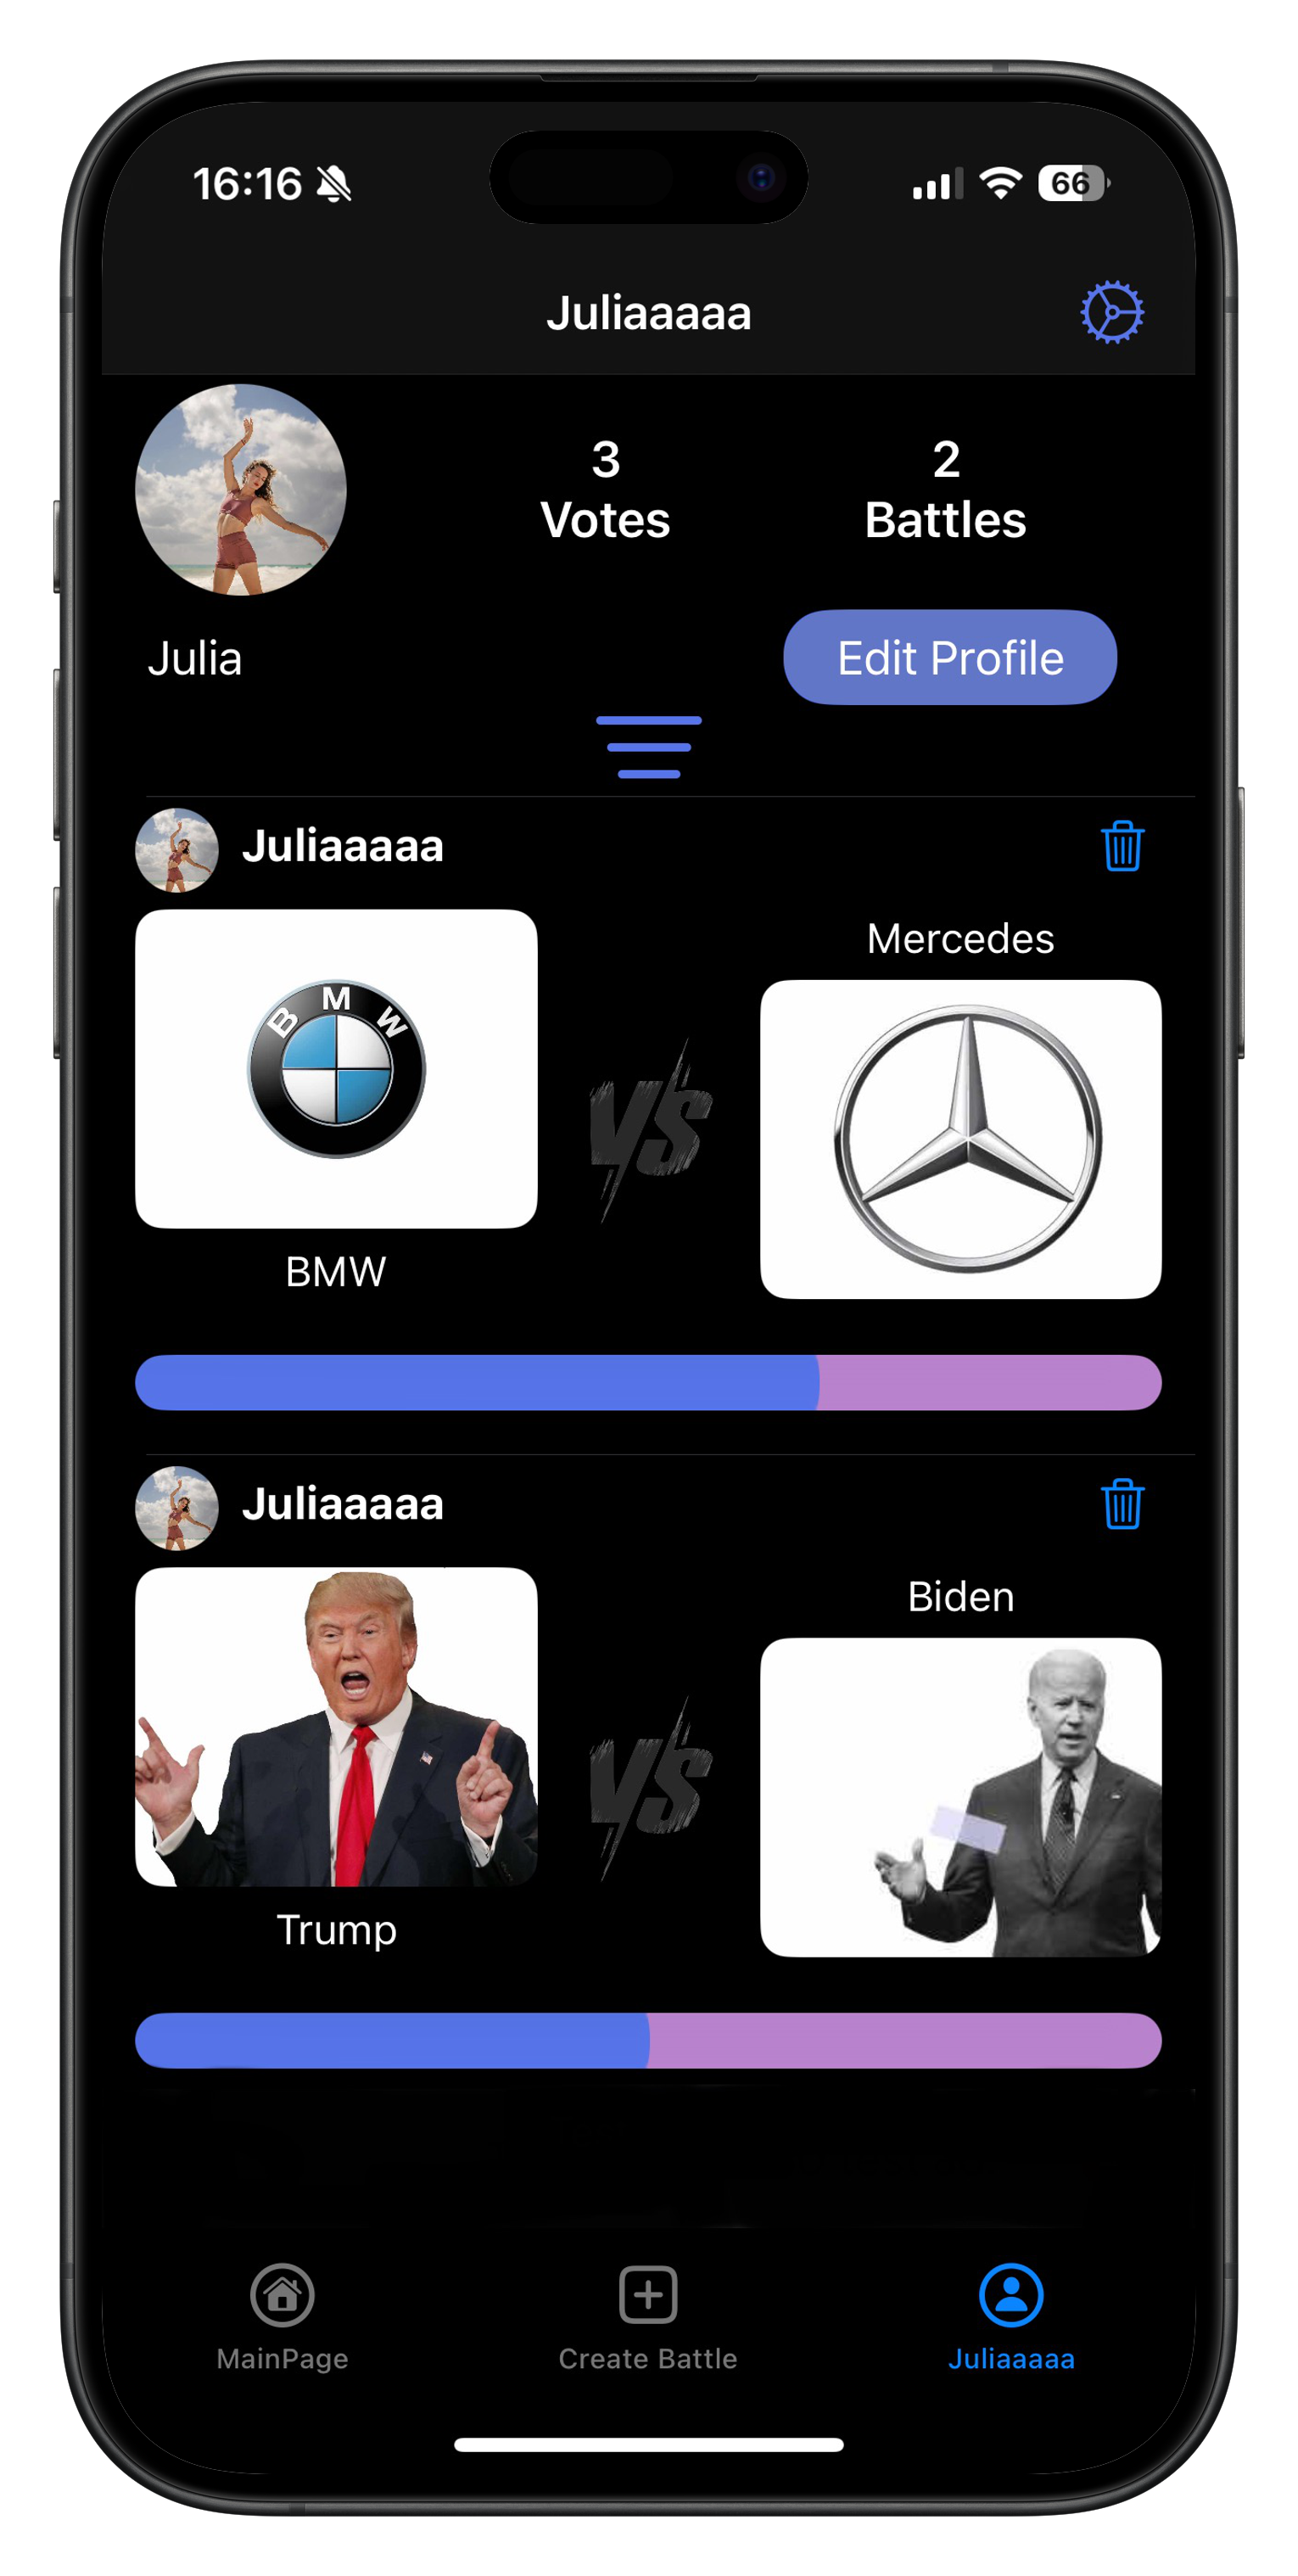 16:16
66
Juliaaaaa
3
Votes
2
Battles
Julia
Edit Profile
Juliaaaaa
BMW
VS
Mercedes
BMW
Juliaaaaa
VS
Biden
Trump
MainPage
Create Battle
Juliaaaaa